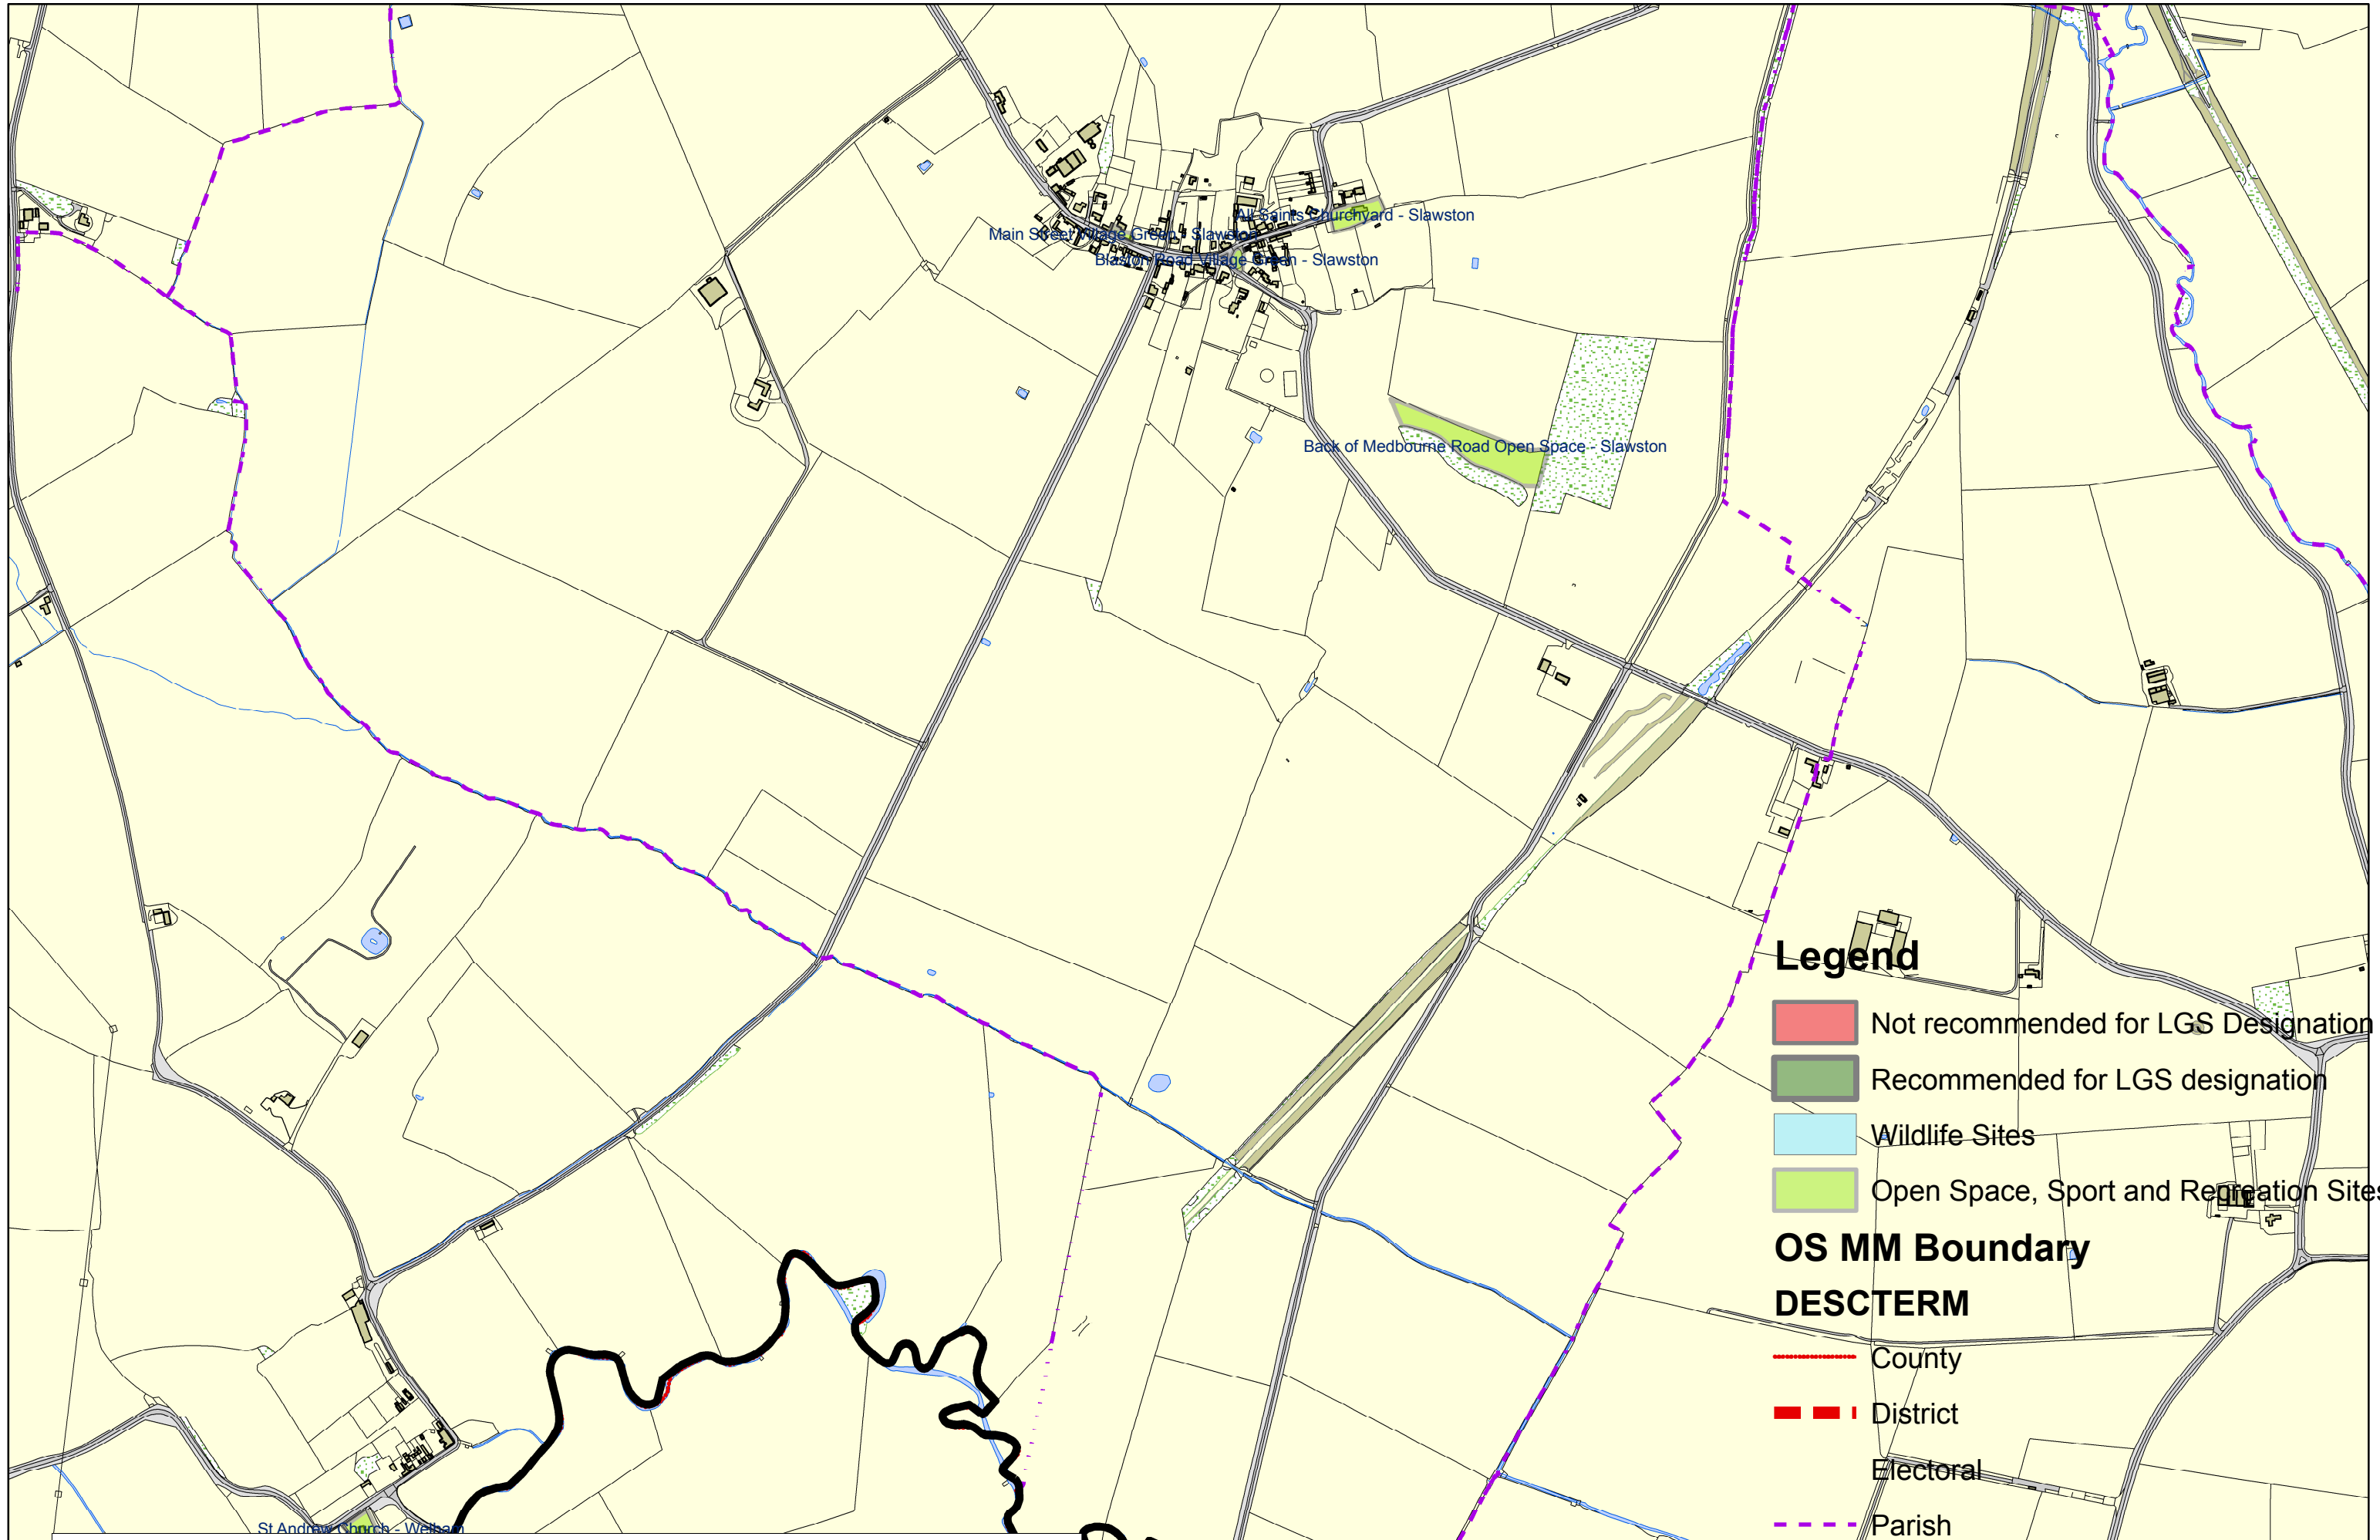 All Saints Churchyard - Slawston
Main Street Village Green - Slawston
Blaston Road Village Green - Slawston
Back of Medbourne Road Open Space - Slawston
Legend
Not recommended for LGS Designation
Recommended for LGS designation
Wildlife Sites
Open Space, Sport and Recreation Sites
OS MM Boundary
DESCTERM
County
District
Electoral
Parish
St Andrew Church - Welham